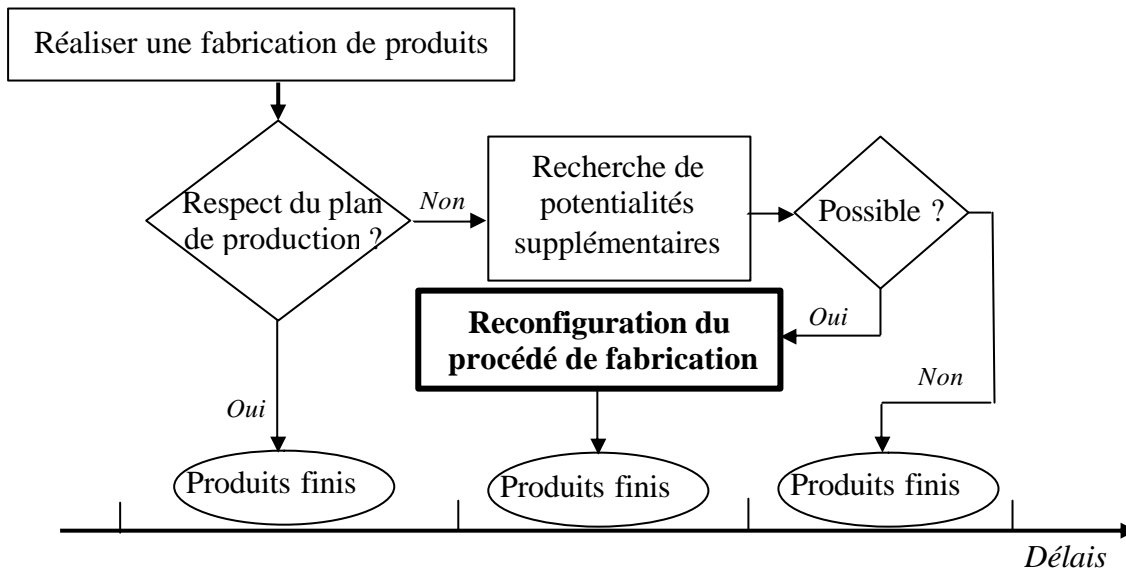 Réaliser une fabrication de produits
Respect du plan
de production ?
Non
Recherche de
potentialités
supplémentaires
Possible ?
Reconfiguration du
procédé de fabrication
Oui
Non
Oui
Produits finis
Produits finis
Produits finis
Délais